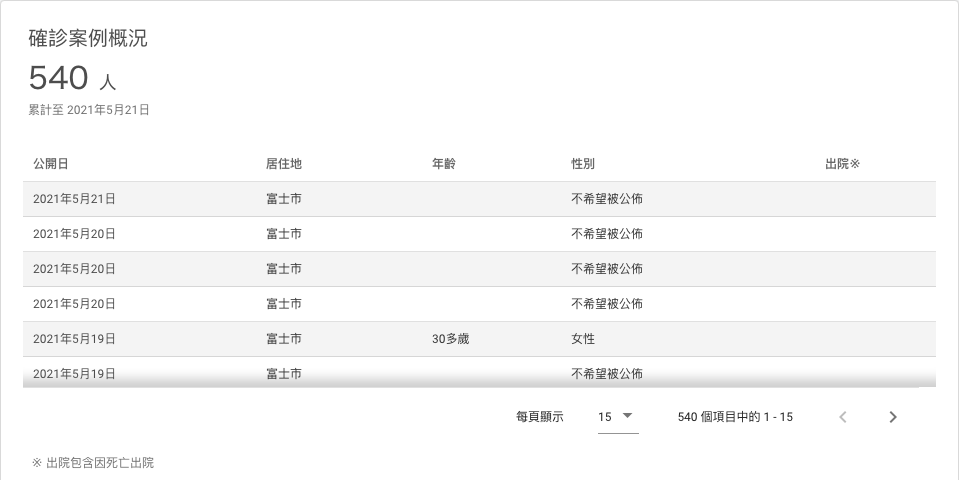 確診案例概況
540 人
累計至 2021年5月21日
公開日 居住地 年齡 性別 出院※
2021年5月21日 富士市 不希望被公佈
2021年5月20日 富士市 不希望被公佈
2021年5月20日 富士市 不希望被公佈
2021年5月20日 富士市 不希望被公佈
2021年5月19日 富士市 30多歲 女性
2021年5月19日 富士市 不希望被公佈
每頁顯示 15 540 個項目中的 1 - 15
※ 出院包含因死亡出院